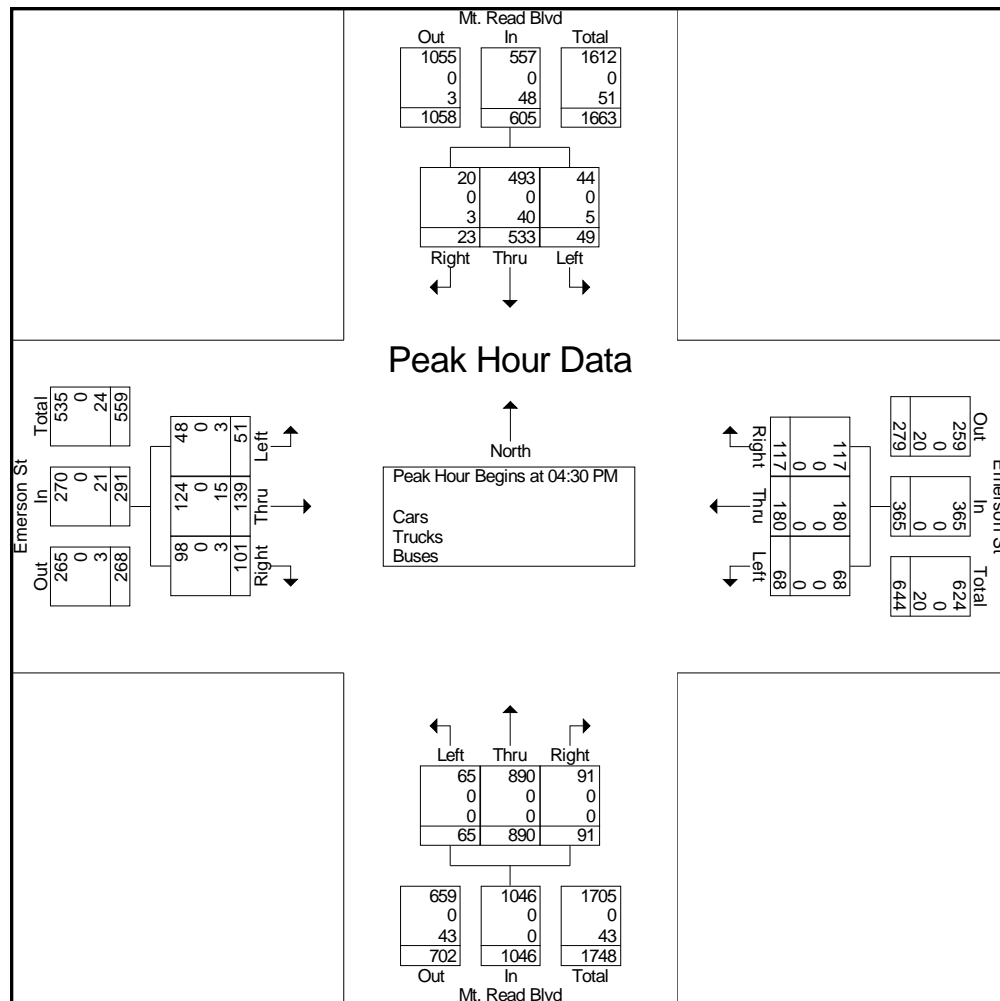 Mt. Read Blvd
Out In Total
1055 557 1612
0 0 0
3 48 51
1058 605 1663
20 493 44
0 0 0
3 40 5
23 533 49
Right Thru Left
Peak Hour Data
North
Peak Hour Begins at 04:30 PM
Cars
Trucks
Buses
Emerson St
Total
535 0 24 559
In
270 0 21 291
Out
265 0 3 268
48 0 3 51
Left
124 0 15 139
Thru
98 0 3 101
Right
Right
117 0 0 117
Thru
180 0 0 180
Left
68 0 0 68
Out
259 0 20 279
In
365 0 0 365
Total
624 0 20 644
Emerson St
Left Thru Right
65 890 91
0 0 0
0 0 0
65 890 91
659 1046 1705
0 0 0
43 0 43
702 1046 1748
Out In Total
Mt. Read Blvd